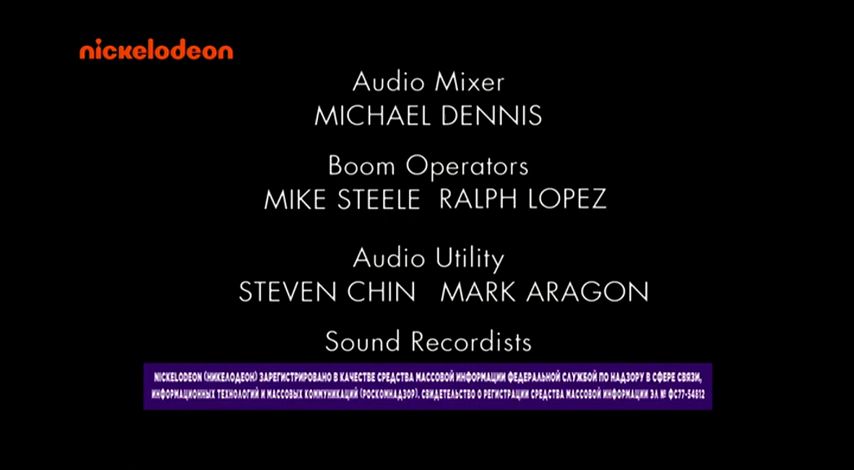 nickelodeon
Audio Mixer
MICHAEL DENNIS
Boom Operators
MIKE STEELE RALPH LOPEZ
Audio Utility
STEVEN CHIN MARK ARAGON
Sound Recordists
NICKELODEON (НИКЕЛОДЕОН) ЗАРЕГИСТРИРОВАНО В КАЧЕСТВЕ СРЕДСТВА МАССОВОЙ ИНФОРМАЦИИ ФЕДЕРАЛЬНОЙ СЛУЖБОЙ ПО НАДЗОРУ В СФЕРЕ СВЯЗИ,
ИНФОРМАЦИОННЫХ ТЕХНОЛОГИЙ И МАССОВЫХ КОММУНИКАЦИЙ (РОСКОМНАДЗОР). СВИДЕТЕЛЬСТВО О РЕГИСТРАЦИИ СРЕДСТВА МАССОВОЙ ИНФОРМАЦИИ ЭЛ № ФС77-54812